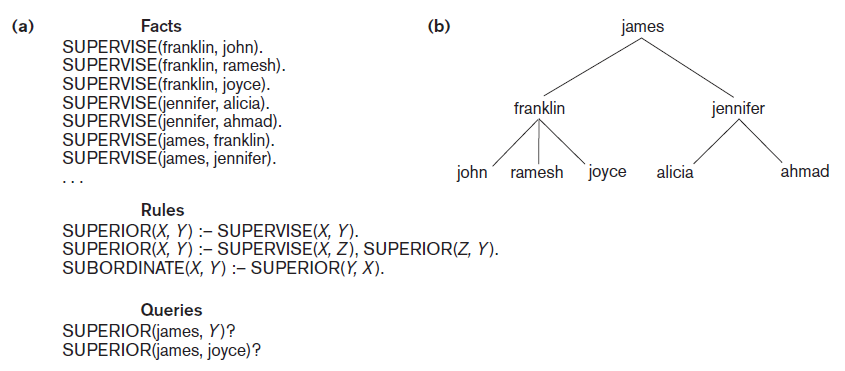 (a)
Facts
SUPERVISE(franklin, john).
SUPERVISE(franklin, ramesh).
SUPERVISE(franklin, joyce).
SUPERVISE(jennifer, alicia).
SUPERVISE(jennifer, ahmad).
SUPERVISE(james, franklin).
SUPERVISE(james, jennifer).
. . .
Rules
SUPERIOR(X, Y) :– SUPERVISE(X, Y).
SUPERIOR(X, Y) :– SUPERVISE(X, Z), SUPERIOR(Z, Y).
SUBORDINATE(X, Y) :– SUPERIOR(Y, X).
Queries
SUPERIOR(james, Y)?
SUPERIOR(james, joyce)?
(b)
james
franklin jennifer
john ramesh joyce alicia ahmad